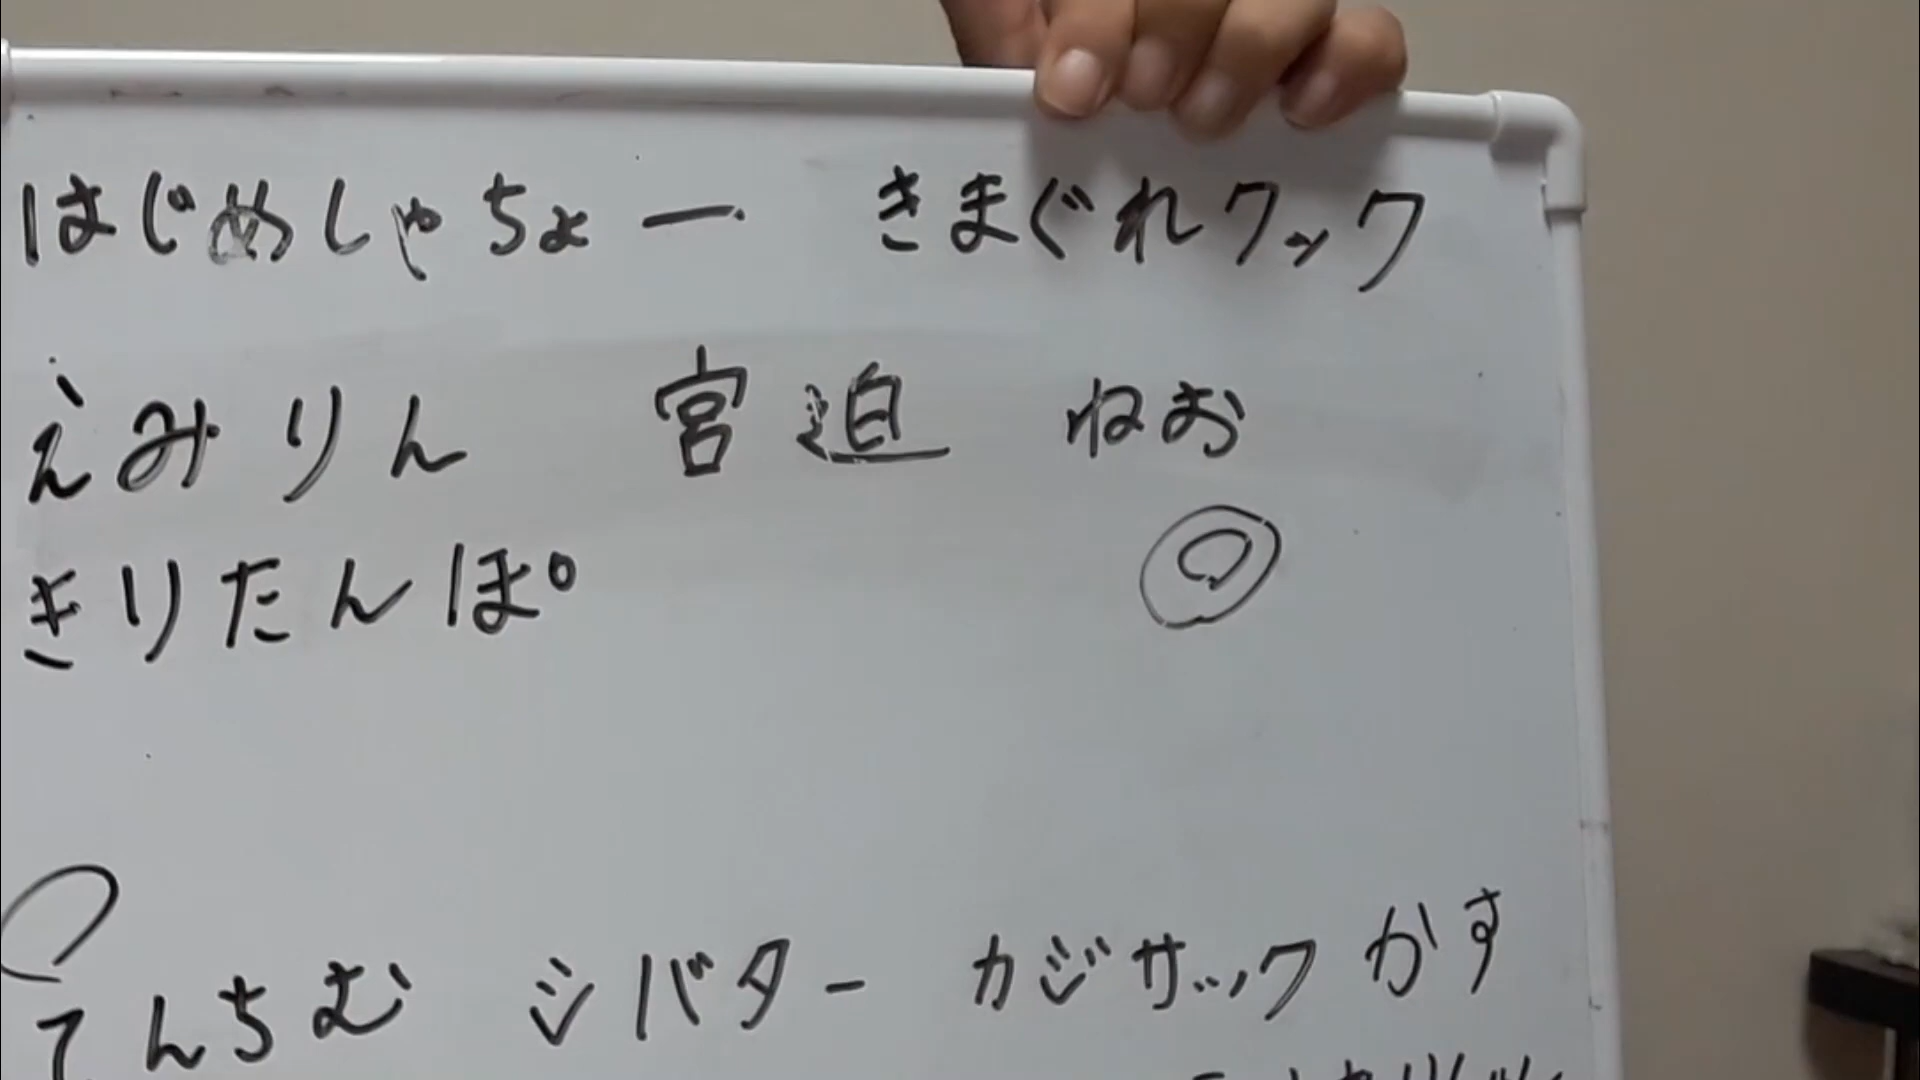 はじめしゃちょー きまぐれクック
えみりん 宮迫 ねお
きりたんぽ ◎
てんちむ シバター カジサック かす